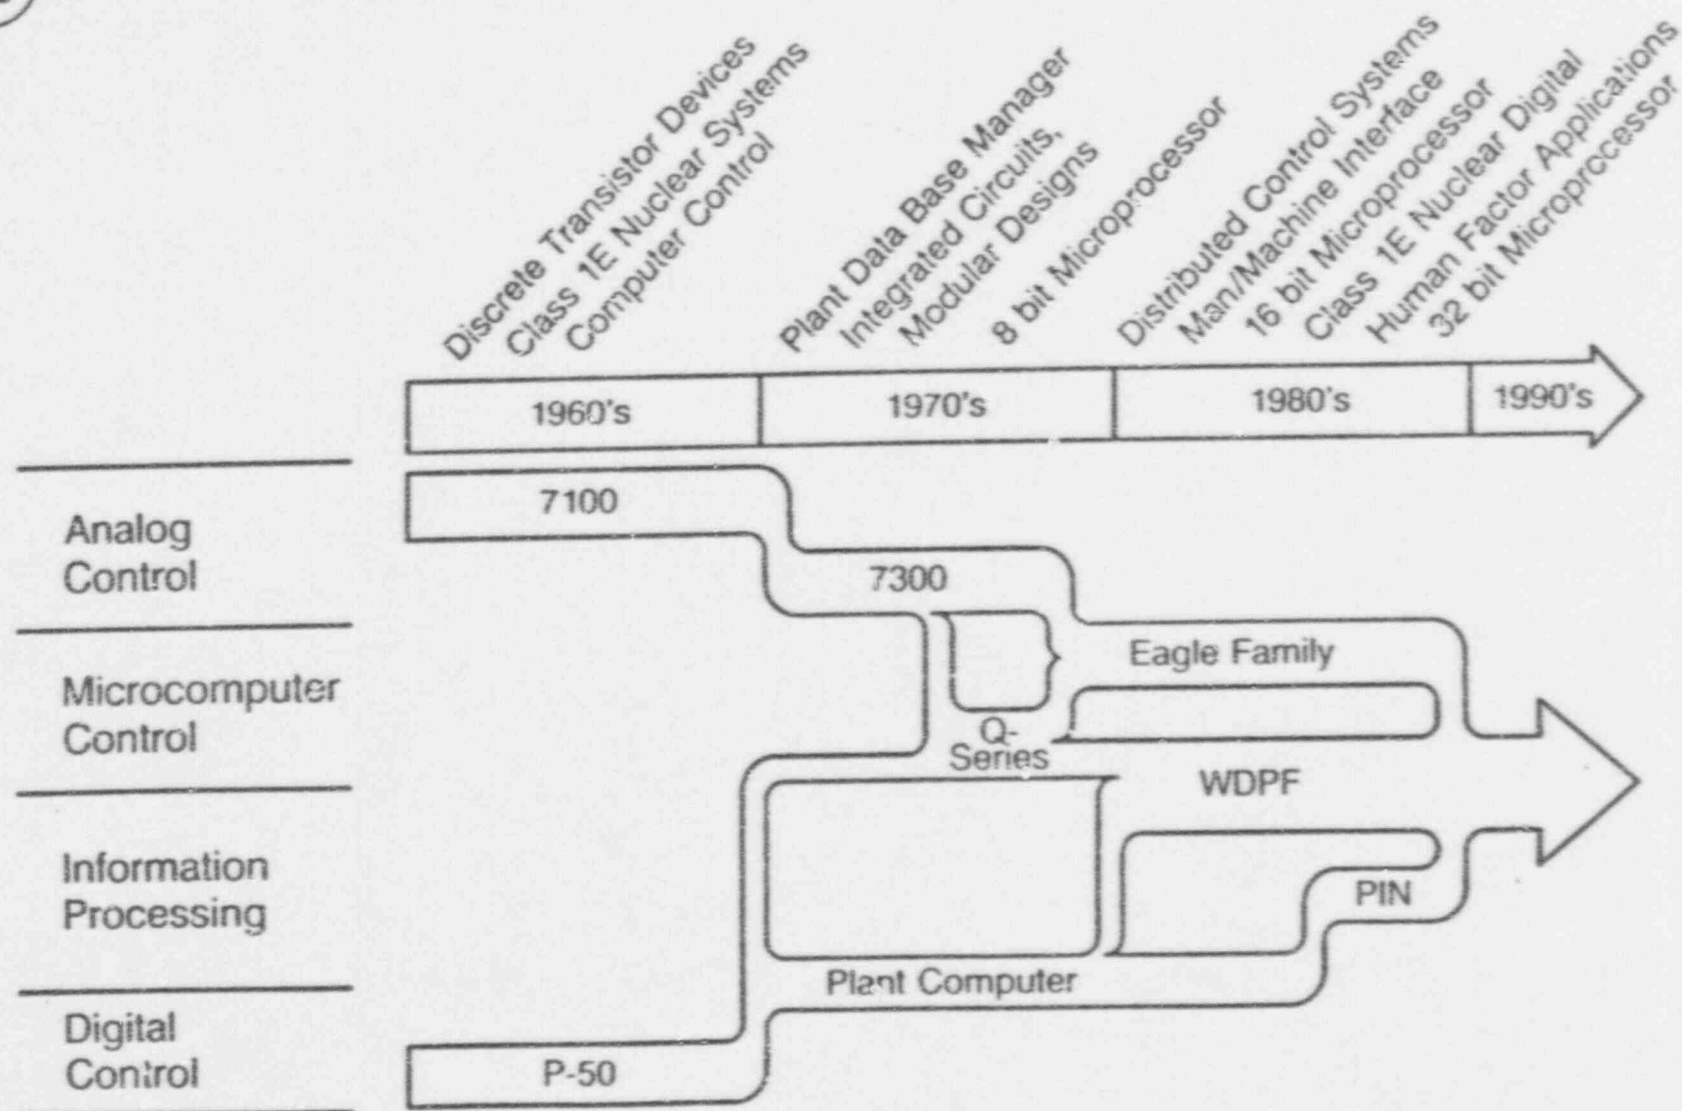 Discrete Transistor Devices
Class 1E Nuclear Systems
Computer Control
Plant Data Base Manager
Integrated Circuits,
Modular Designs
8 bit Microprocessor
Distributed Control Systems
Man/Machine Interface
16 bit Microprocessor
Class 1E Nuclear Digital
Human Factor Applications
32 bit Microprocessor
1960's
1970's
1980's
1990's
Analog
Control
7100
7300
Microcomputer
Control
Eagle Family
Q-
Series
WDPF
Information
Processing
PIN
Plant Computer
Digital
Control
P-50